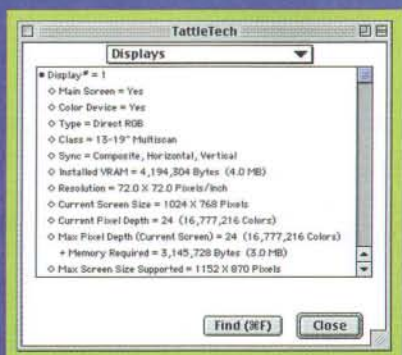 TattleTech
Displays
• Display# = 1
◇ Main Screen = Yes
◇ Color Device = Yes
◇ Type = Direct RGB
◇ Class = 13-19" Multiscan
◇ Sync = Composite, Horizontal, Vertical
◇ Installed VRAM = 4,194,304 Bytes (4.0 MB)
◇ Resolution = 72.0 X 72.0 Pixels/Inch
◇ Current Screen Size = 1024 X 768 Pixels
◇ Current Pixel Depth = 24 (16,777,216 Colors)
◇ Max Pixel Depth (Current Screen) = 24 (16,777,216 Colors)
+ Memory Required = 3,145,728 Bytes (3.0 MB)
◇ Max Screen Size Supported = 1152 X 870 Pixels
Find (⌘F) Close